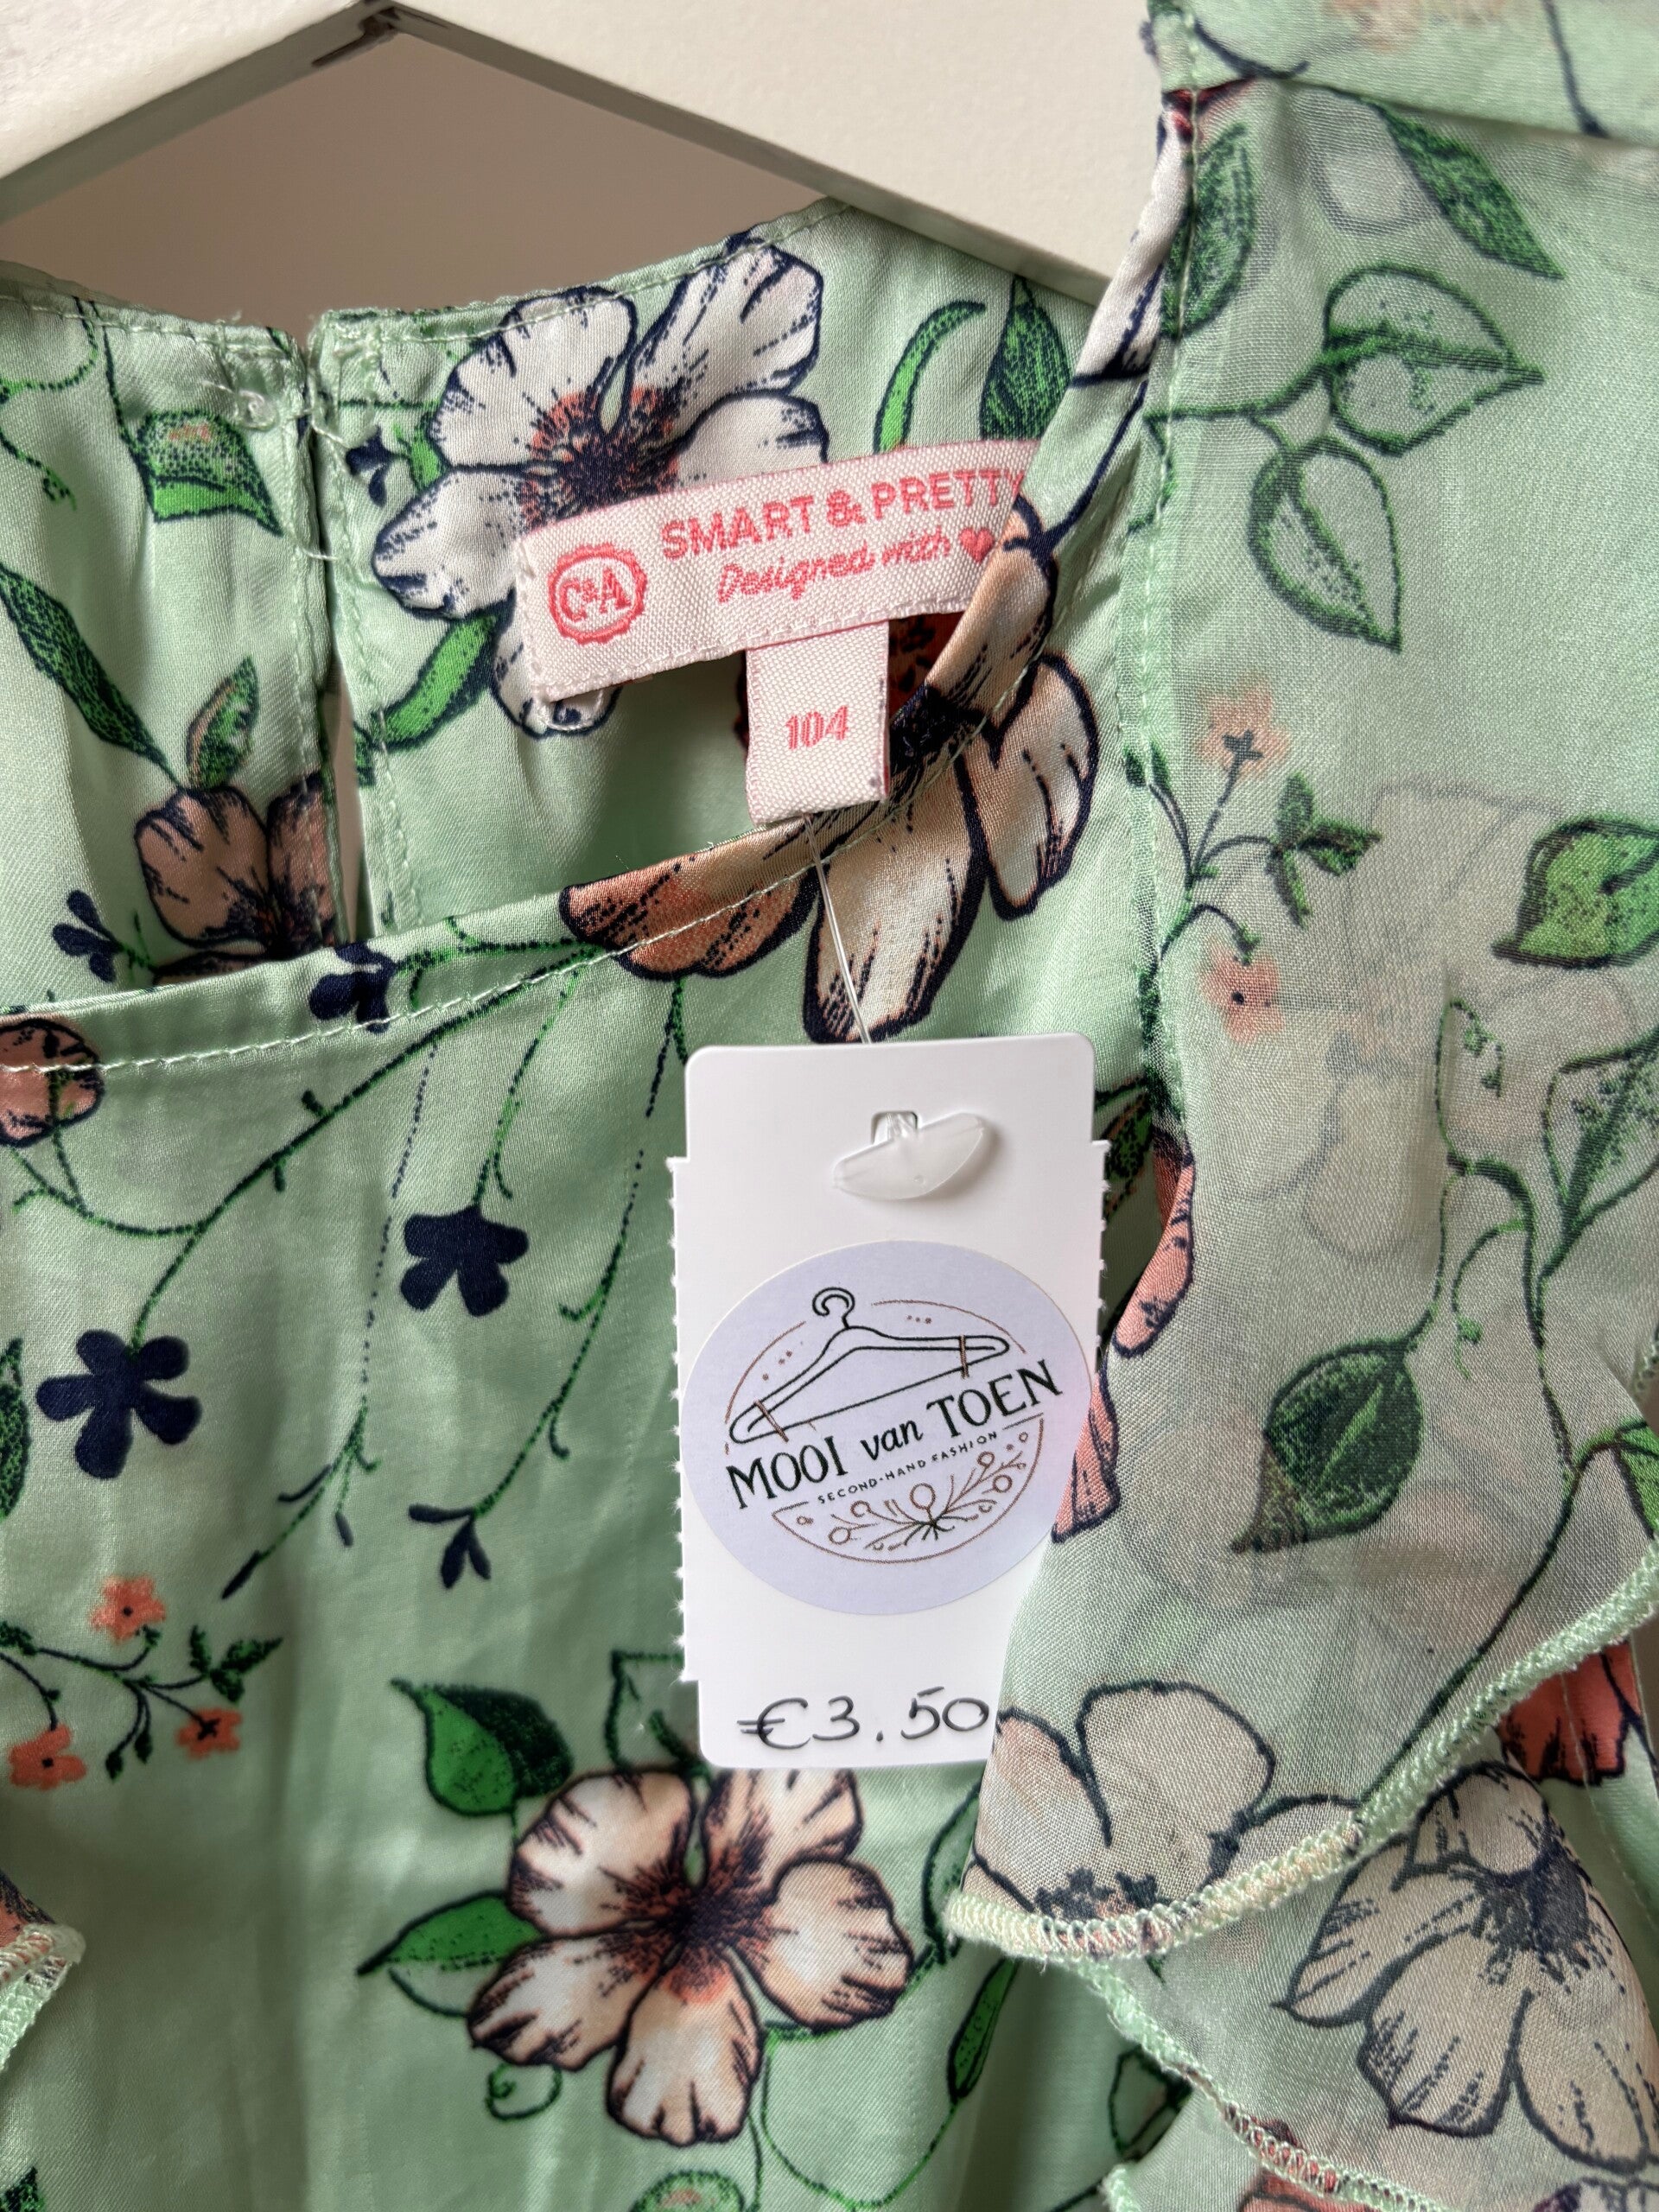 SMART & PRETTY
C&A
Designed with ❤
104
MOOI van TOEN
SECOND-HAND FASHION
€3.50